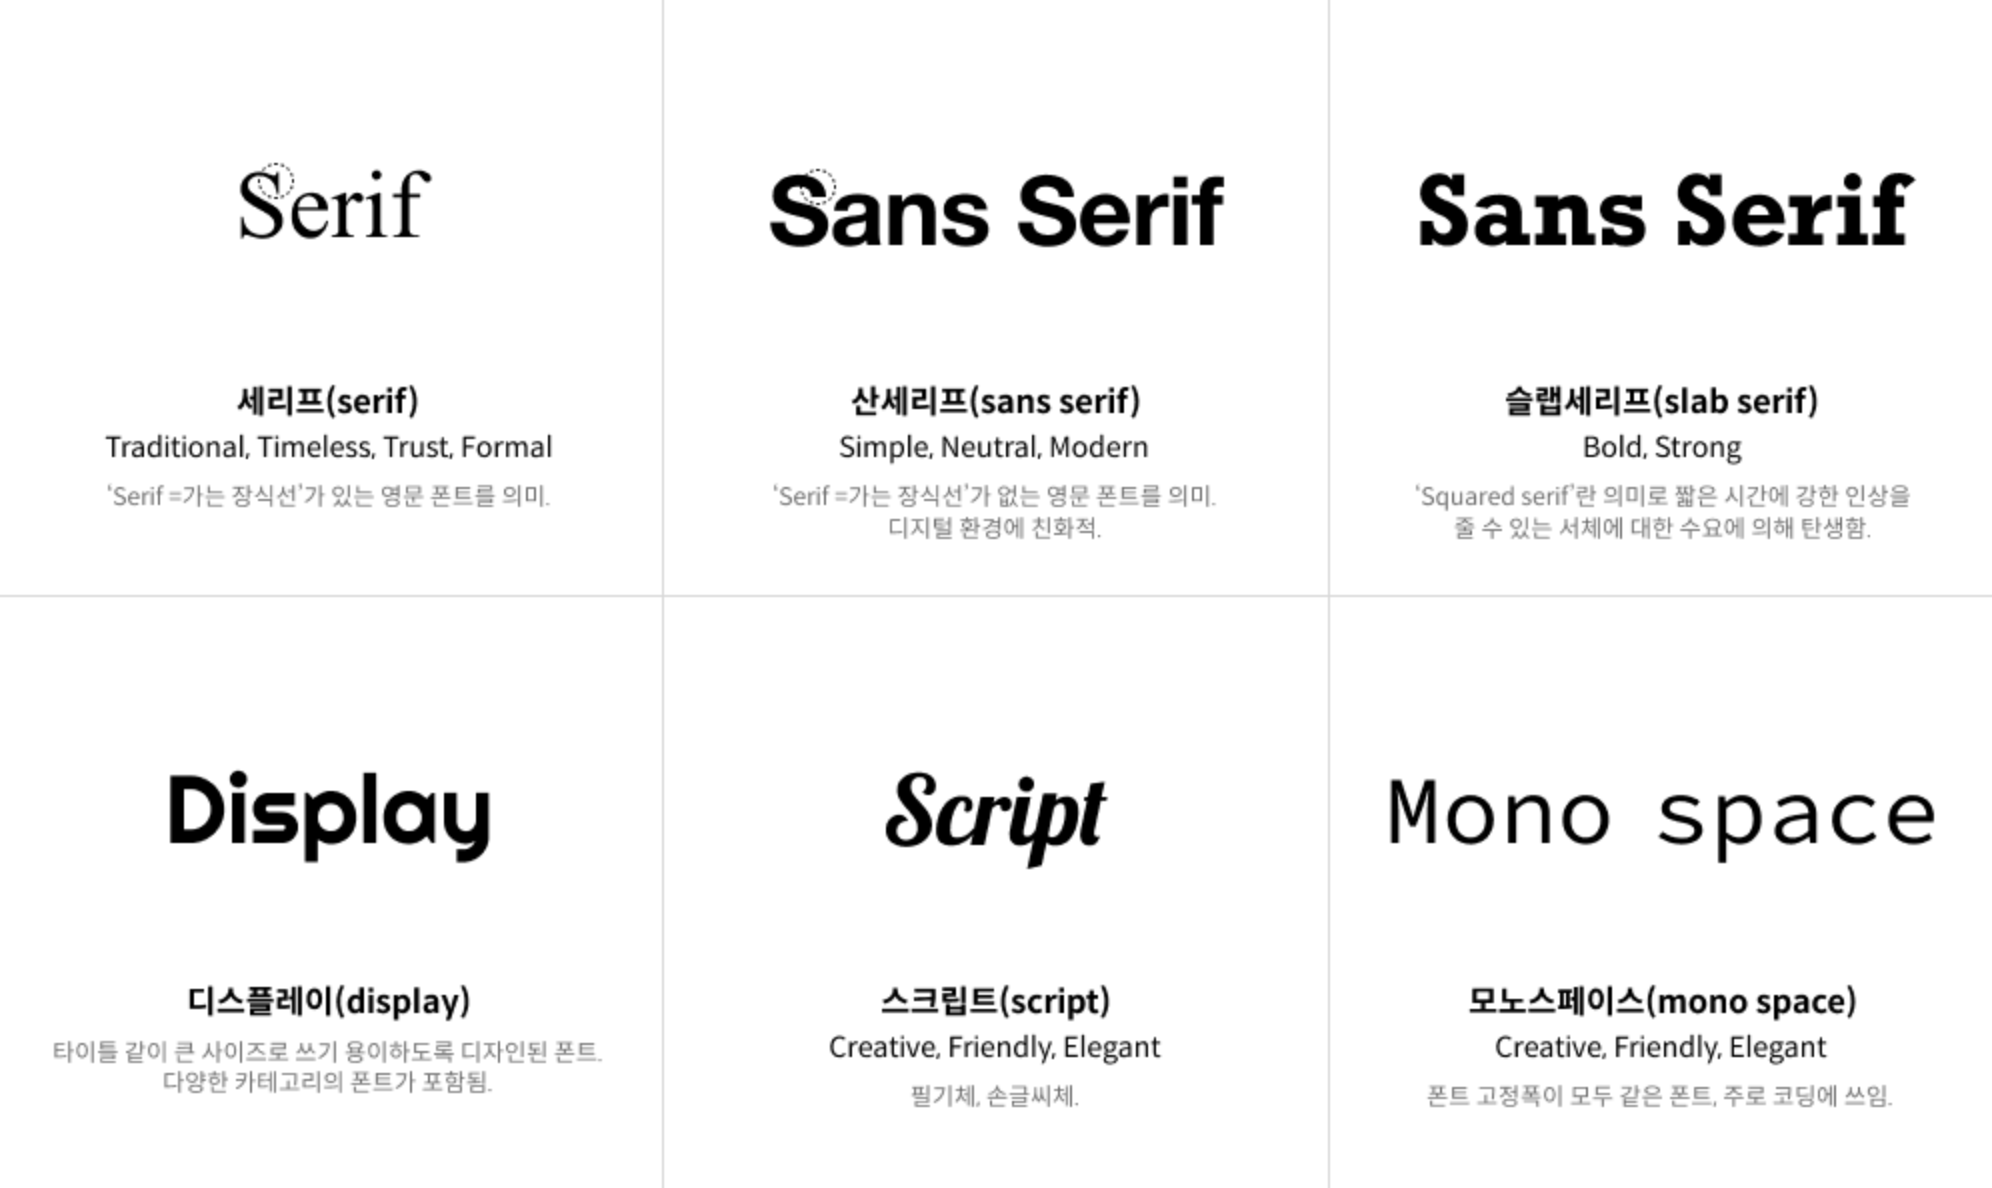 Serif
세리프(serif)
Traditional, Timeless, Trust, Formal
‘Serif =가는 장식선’가 있는 영문 폰트를 의미.
Sans Serif
산세리프(sans serif)
Simple, Neutral, Modern
‘Serif =가는 장식선’가 없는 영문 폰트를 의미.
디지털 환경에 친화적.
Sans Serif
슬랩세리프(slab serif)
Bold, Strong
‘Squared serif’란 의미로 짧은 시간에 강한 인상을
줄 수 있는 서체에 대한 수요에 의해 탄생함.
Display
디스플레이(display)
타이틀 같이 큰 사이즈로 쓰기 용이하도록 디자인된 폰트.
다양한 카테고리의 폰트가 포함됨.
Script
스크립트(script)
Creative, Friendly, Elegant
필기체, 손글씨체.
Mono space
모노스페이스(mono space)
Creative, Friendly, Elegant
폰트 고정폭이 모두 같은 폰트, 주로 코딩에 쓰임.